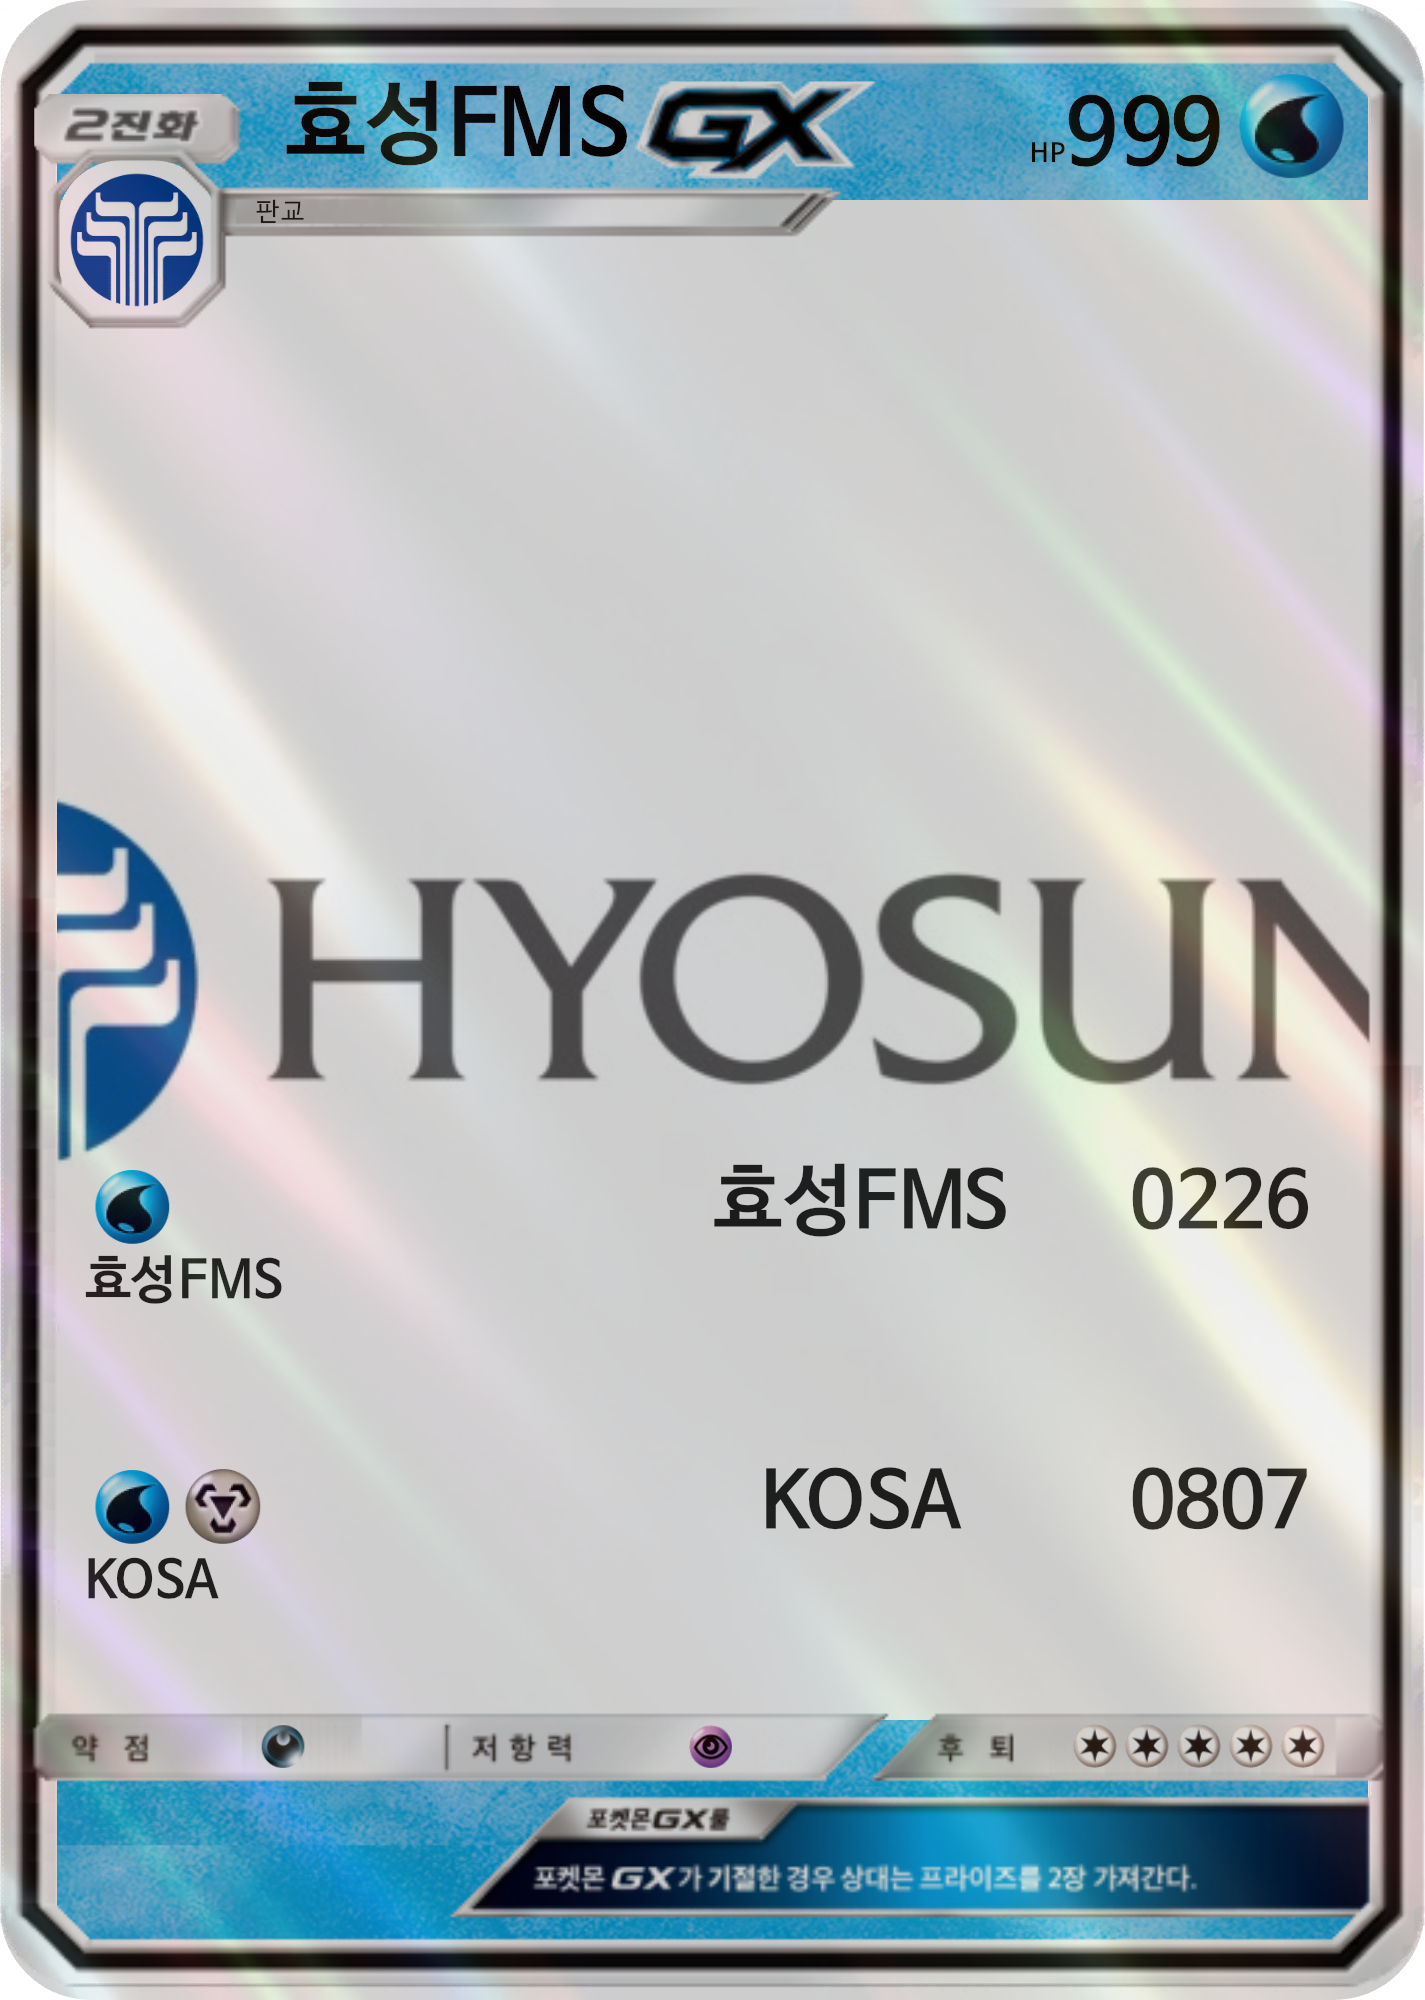 2진화 효성FMS GX HP 999
판교
HYOSUN
효성FMS 0226
효성FMS
KOSA 0807
KOSA
약 점 저 항 력 후 퇴
포켓몬GX룰
포켓몬 GX가 기절한 경우 상대는 프라이즈를 2장 가져간다.